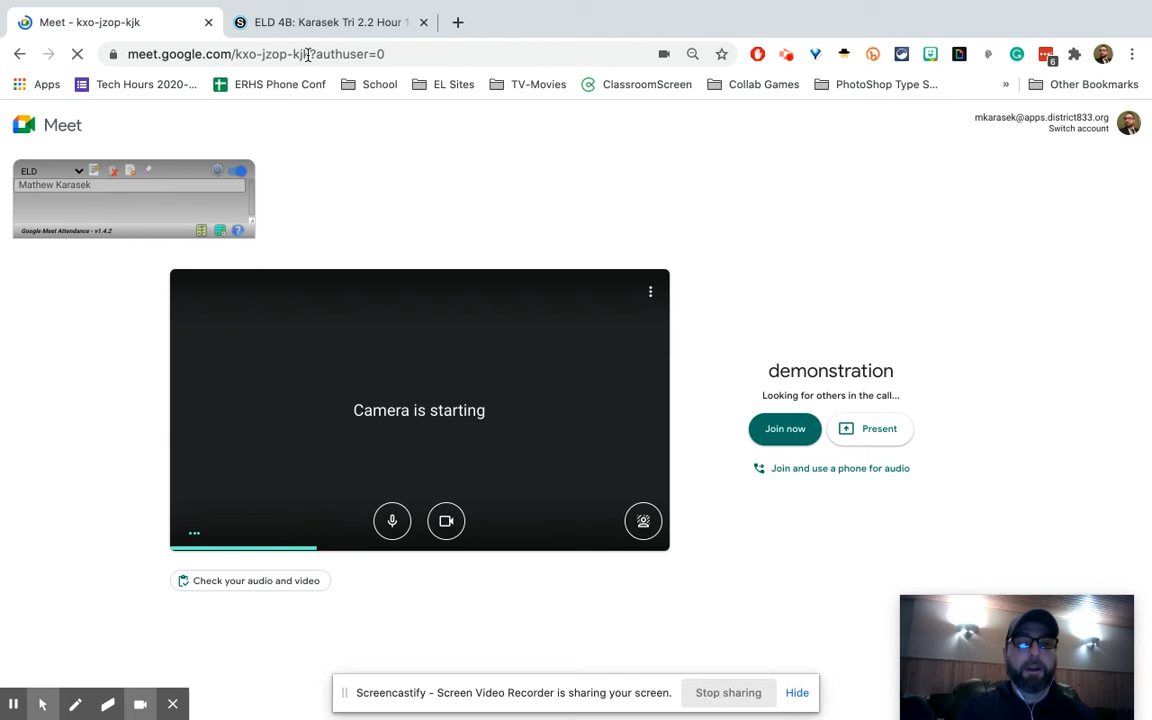 Meet - kxo-jzop-kjk
ELD 4B: Karasek Tri 2.2 Hour 1
meet.google.com/kxo-jzop-kjk?authuser=0
6
Apps
Tech Hours 2020-...
ERHS Phone Conf
School
EL Sites
TV-Movies
ClassroomScreen
Collab Games
PhotoShop Type S...
»
Other Bookmarks
Meet
mkarasek@apps.district833.org
Switch account
ELD
Mathew Karasek
Google Meet Attendance - v1.4.2
Camera is starting
demonstration
Looking for others in the call...
Join now
Present
Join and use a phone for audio
Check your audio and video
Screencastify - Screen Video Recorder is sharing your screen.
Stop sharing
Hide